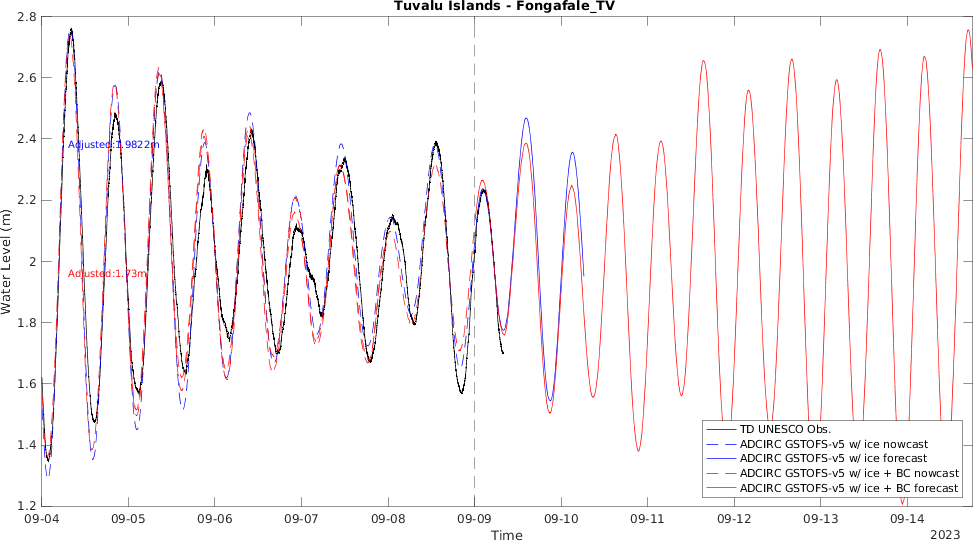 Tuvalu Islands - Fongafale_TV
2.8
2.6
2.4
2.2
2
1.8
1.6
1.4
1.2
Water Level (m)
Adjusted:1.9822m
Adjusted:1.73m
TD UNESCO Obs.
ADCIRC GSTOFS-v5 w/ ice nowcast
ADCIRC GSTOFS-v5 w/ ice forecast
ADCIRC GSTOFS-v5 w/ ice + BC nowcast
ADCIRC GSTOFS-v5 w/ ice + BC forecast
09-04 09-05 09-06 09-07 09-08 09-09 09-10 09-11 09-12 09-13 09-14
Time
2023